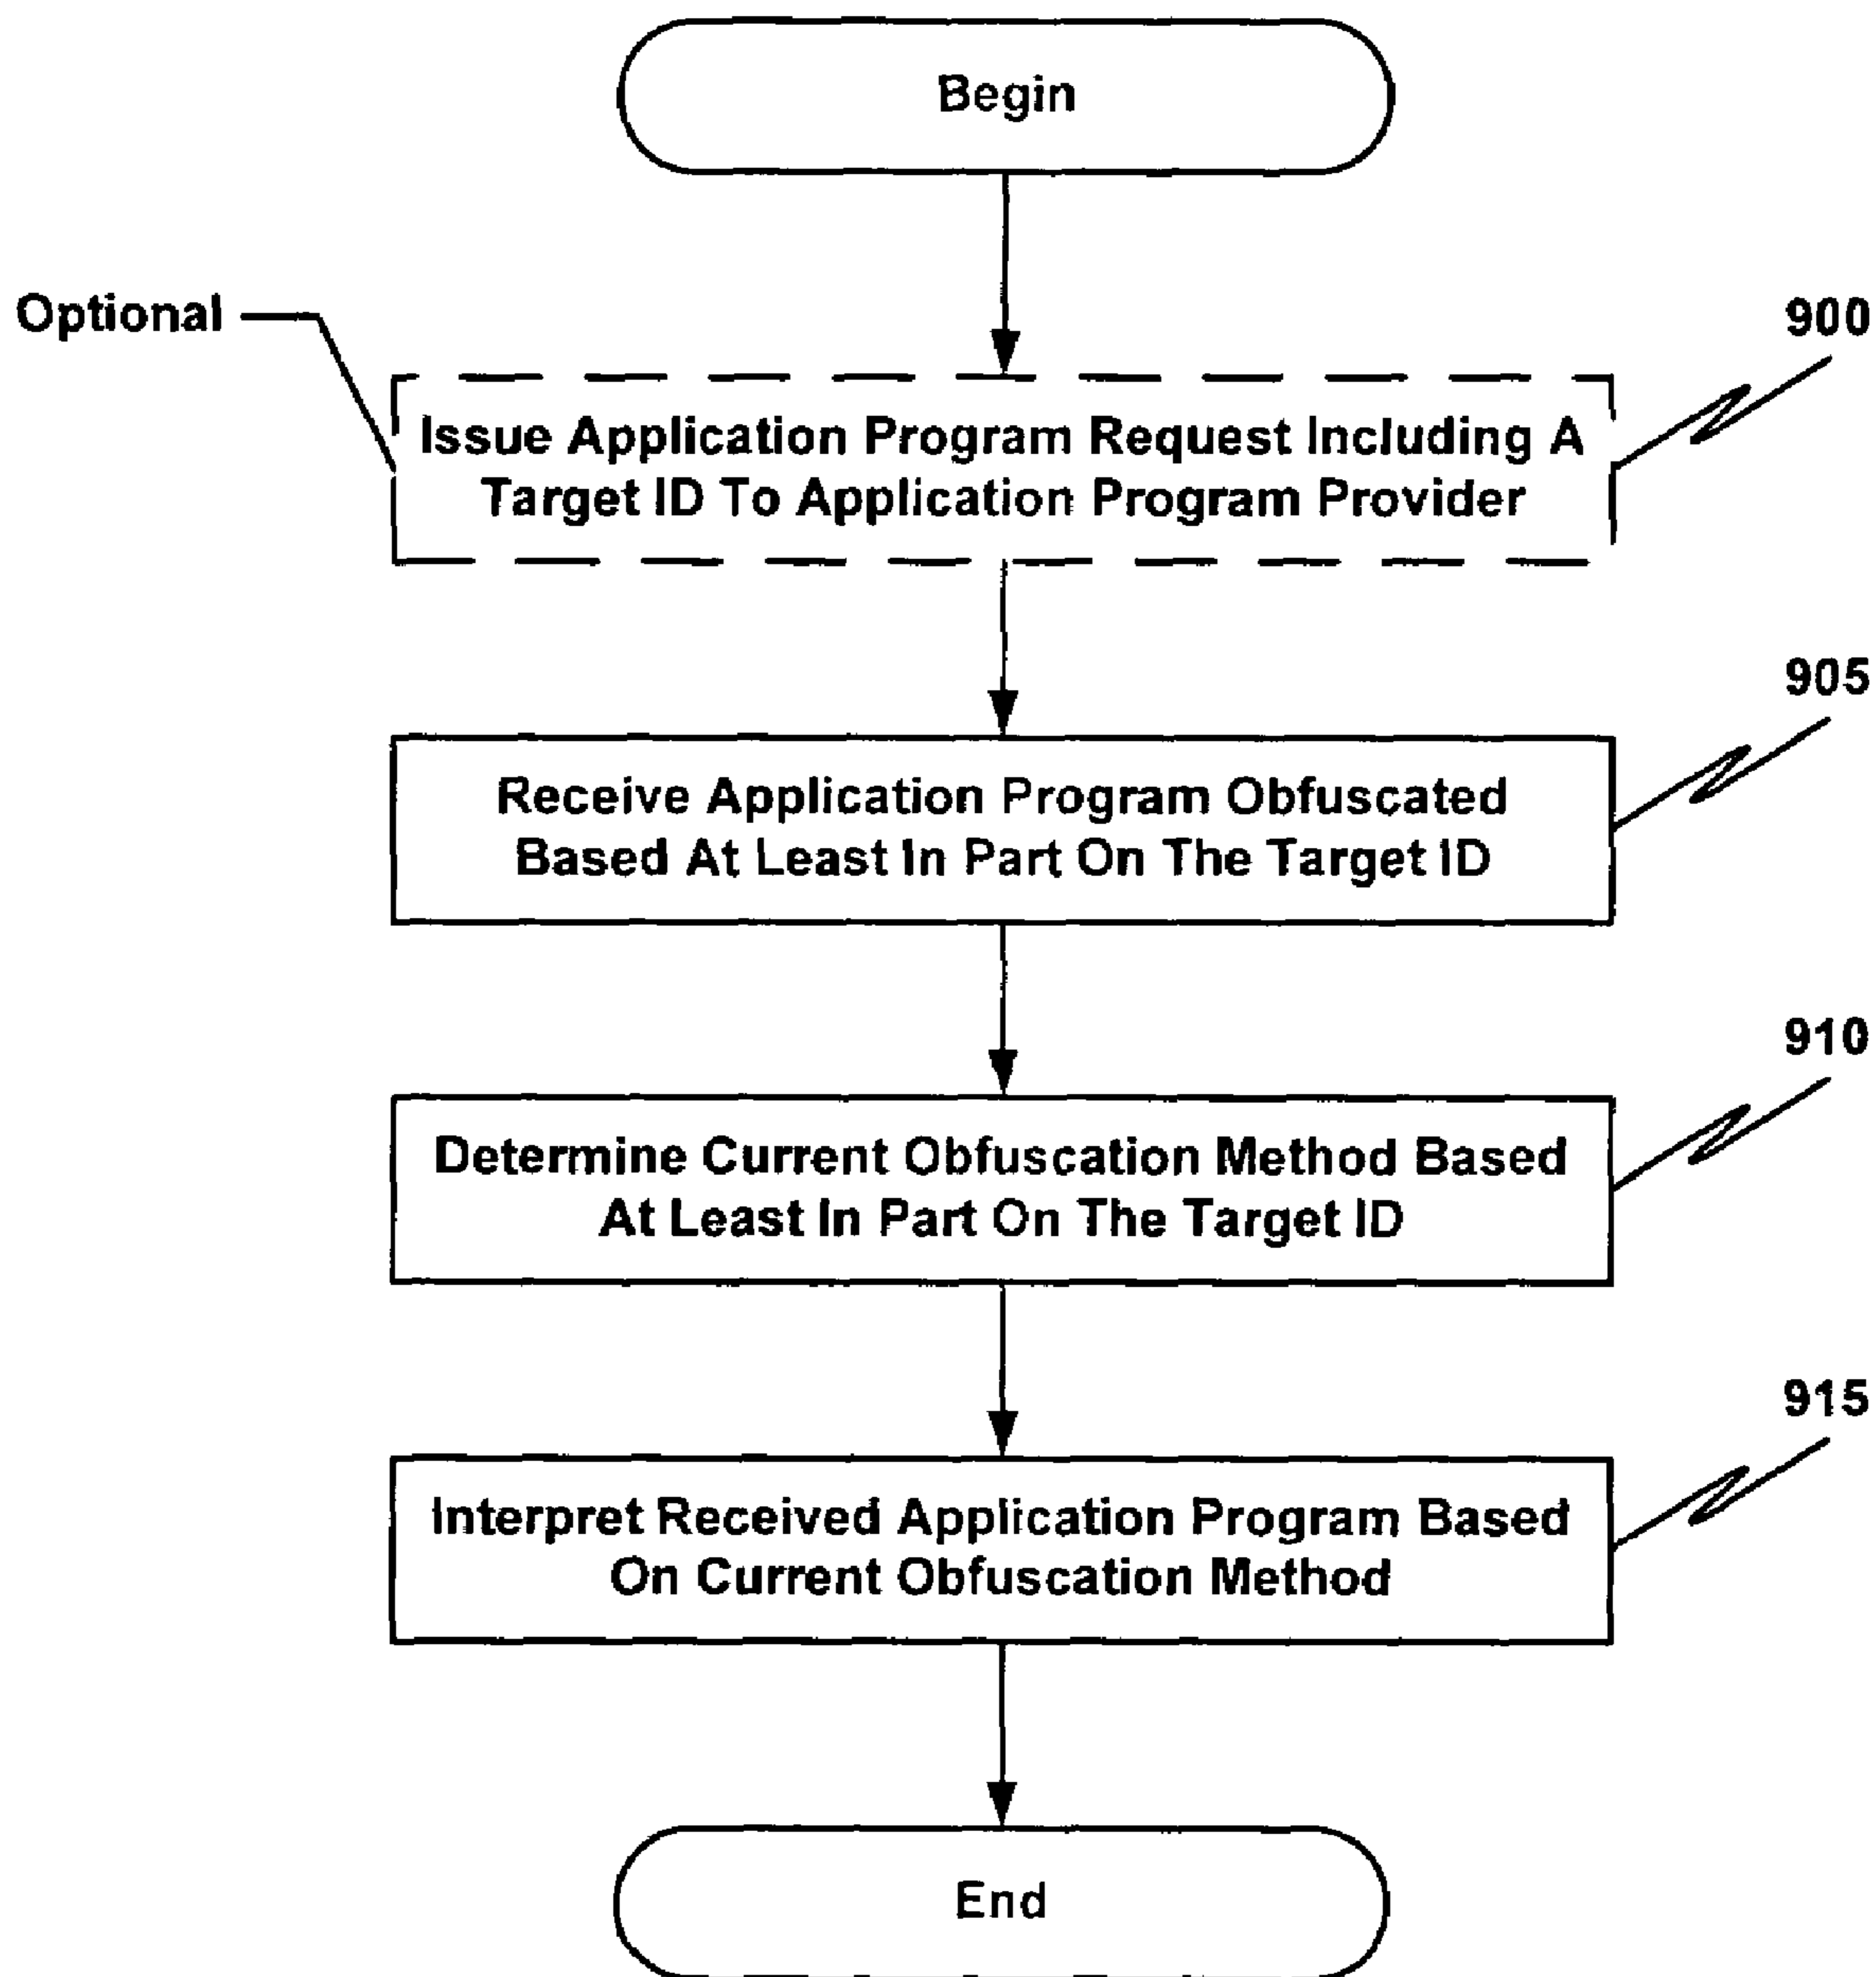 Begin
Optional
900
Issue Application Program Request Including A
Target ID To Application Program Provider
905
Receive Application Program Obfuscated
Based At Least In Part On The Target ID
910
Determine Current Obfuscation Method Based
At Least In Part On The Target ID
915
Interpret Received Application Program Based
On Current Obfuscation Method
End